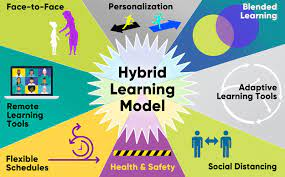 Face-to-Face
Personalization
Blended
Learning
Hybrid
Learning
Model
Remote
Learning
Tools
Adaptive
Learning Tools
Flexible
Schedules
Health & Safety
Social Distancing